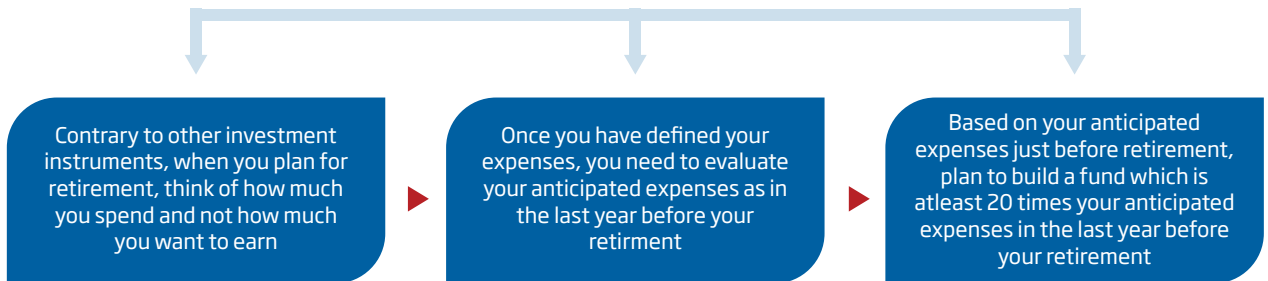 Contrary to other investment
instruments, when you plan for
retirement, think of how much
you spend and not how much
you want to earn
Once you have defined your
expenses, you need to evaluate
your anticipated expenses as in
the last year before your
retirment
Based on your anticipated
expenses just before retirement,
plan to build a fund which is
atleast 20 times your anticipated
expenses in the last year before
your retirement